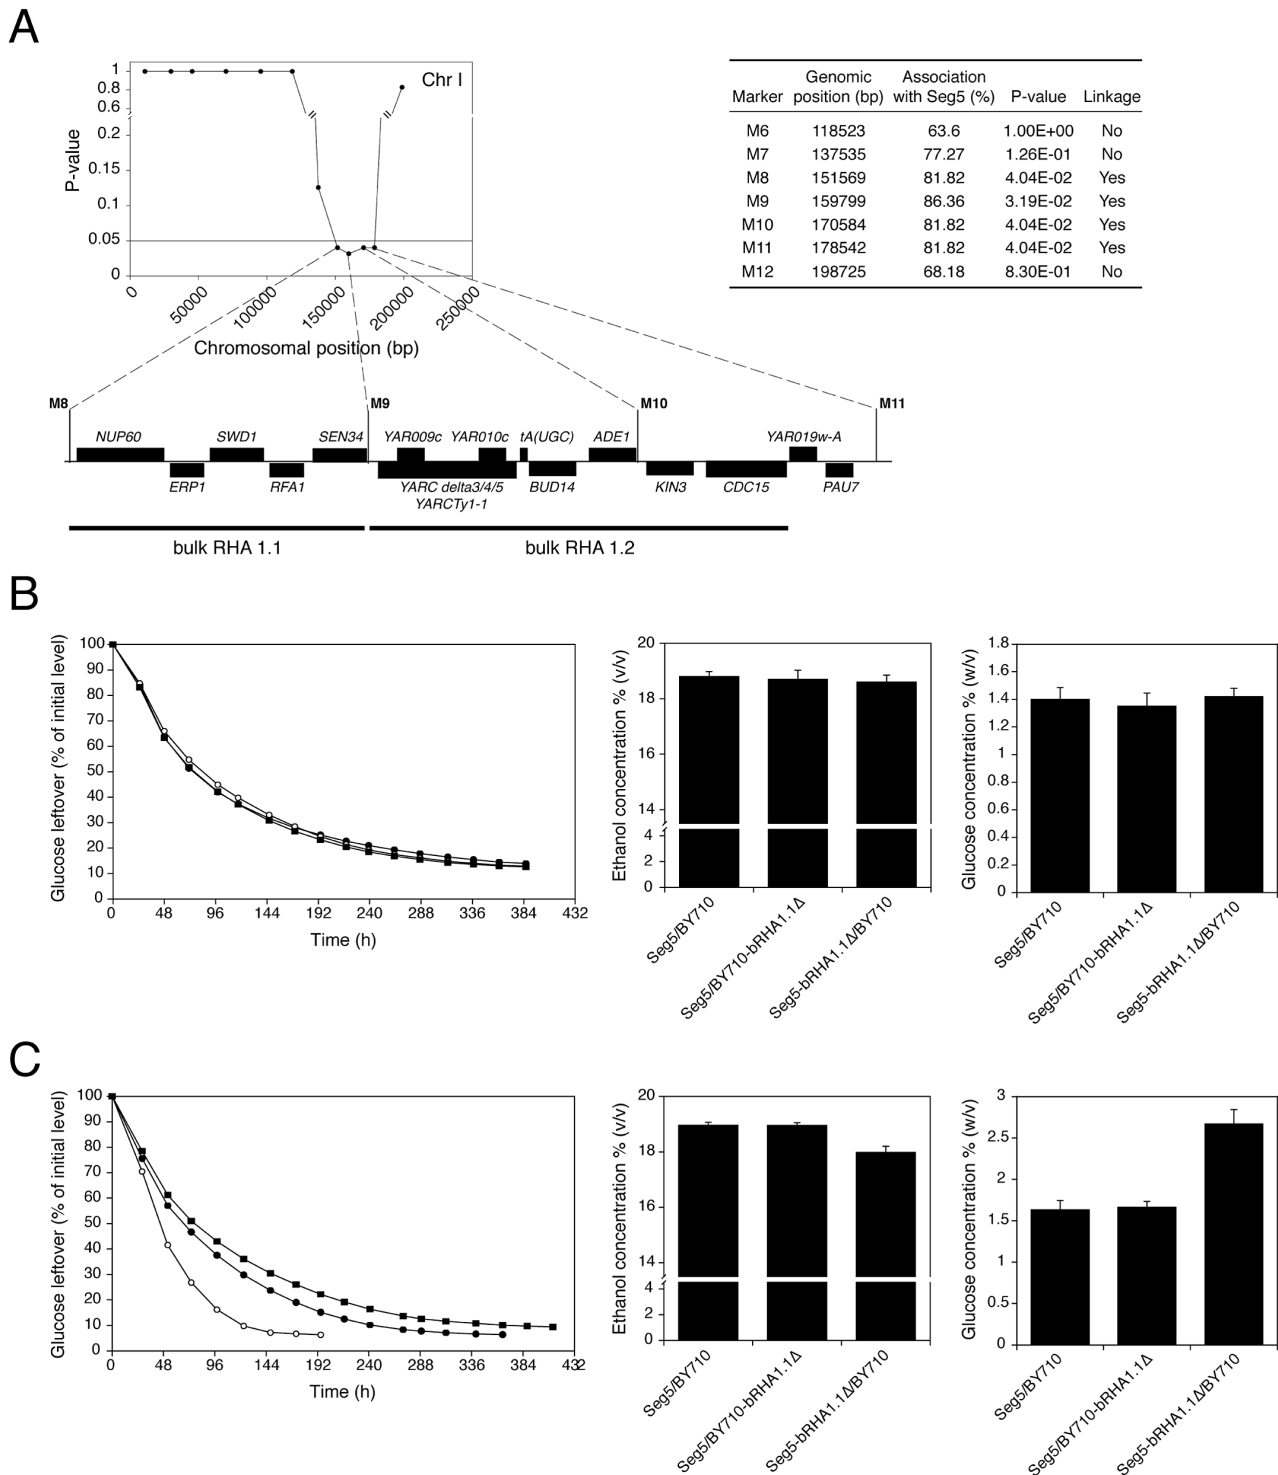 A
Chr I
P-value
1
0.8
0.6
0.2
0.15
0.1
0.05
0
0
50000
100000
150000
200000
250000
Chromosomal position (bp)
Genomic Association
Marker position (bp) with Seg5 (%) P-value Linkage
M6 118523 63.6 1.00E+00 No
M7 137535 77.27 1.26E-01 No
M8 151569 81.82 4.04E-02 Yes
M9 159799 86.36 3.19E-02 Yes
M10 170584 81.82 4.04E-02 Yes
M11 178542 81.82 4.04E-02 Yes
M12 198725 68.18 8.30E-01 No
M8 M9 M10 M11
NUP60 SWD1 SEN34 YAR009c YAR010c tA(UGC) ADE1 YAR019w-A
ERP1 RFA1 YARC delta3/4/5 BUD14 KIN3 CDC15 PAU7
YARCTy1-1
bulk RHA 1.1 bulk RHA 1.2
B
Glucose leftover (% of initial level)
100
90
80
70
60
50
40
30
20
10
0
0 48 96 144 192 240 288 336 384 432
Time (h)
Ethanol concentration % (v/v)
20
18
16
14
4
2
0
Seg5/BY710
Seg5/BY710-bRHA1.1Δ
Seg5-bRHA1.1Δ/BY710
Glucose concentration % (w/v)
1.8
1.6
1.4
1.2
1
0.8
0.6
0.4
0.2
0
Seg5/BY710
Seg5/BY710-bRHA1.1Δ
Seg5-bRHA1.1Δ/BY710
C
Glucose leftover (% of initial level)
100
90
80
70
60
50
40
30
20
10
0
0 48 96 144 192 240 288 336 384 432
Time (h)
Ethanol concentration % (v/v)
20
18
16
14
4
2
0
Seg5/BY710
Seg5/BY710-bRHA1.1Δ
Seg5-bRHA1.1Δ/BY710
Glucose concentration % (w/v)
3
2.5
2
1.5
1
0.5
0
Seg5/BY710
Seg5/BY710-bRHA1.1Δ
Seg5-bRHA1.1Δ/BY710